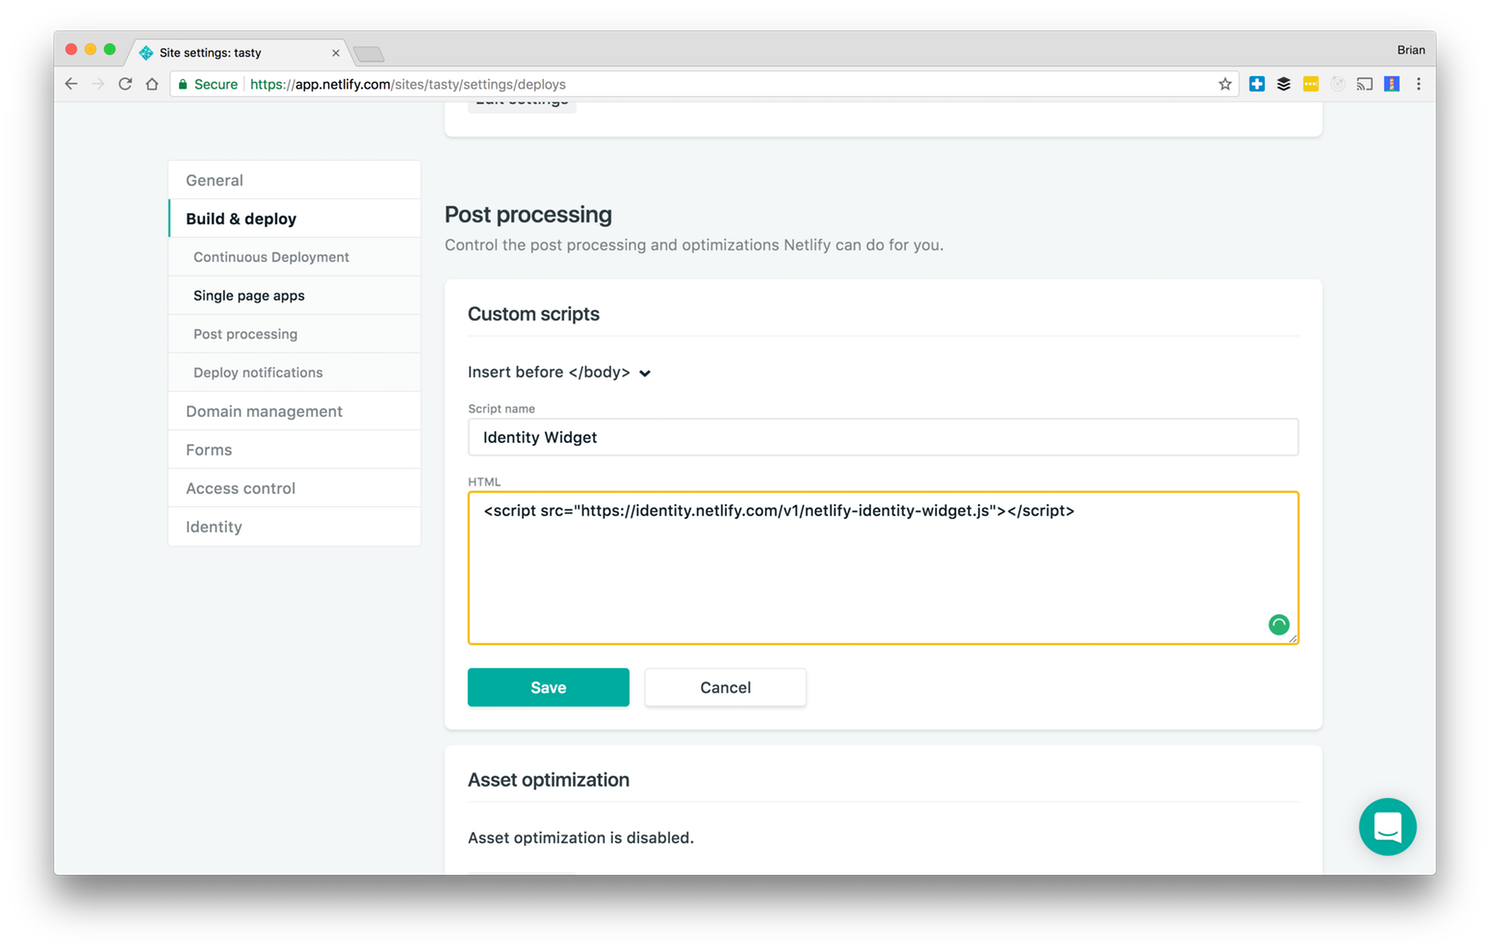 Site settings: tasty
Brian
Secure
https://app.netlify.com/sites/tasty/settings/deploys
Edit settings
General
Build & deploy
Continuous Deployment
Single page apps
Post processing
Deploy notifications
Domain management
Forms
Access control
Identity
Post processing
Control the post processing and optimizations Netlify can do for you.
Custom scripts
Insert before </body>
Script name
Identity Widget
HTML
<script src="https://identity.netlify.com/v1/netlify-identity-widget.js"></script>
Save
Cancel
Asset optimization
Asset optimization is disabled.